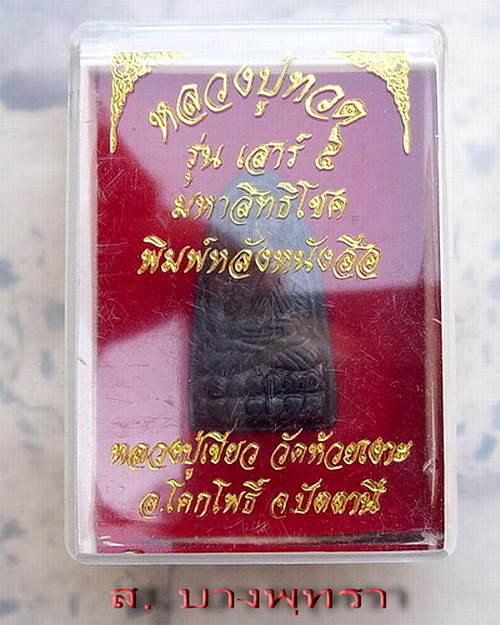 หลวงปู่ทวด
รุ่น เสาร์ ๕
มหาสิทธิโชค
พิมพ์หลังหนังสือ
หลวงปู่เขียว วัดห้วยเงาะ
อ.โคกโพธิ์ จ.ปัตตานี
ส. บางพุทรา